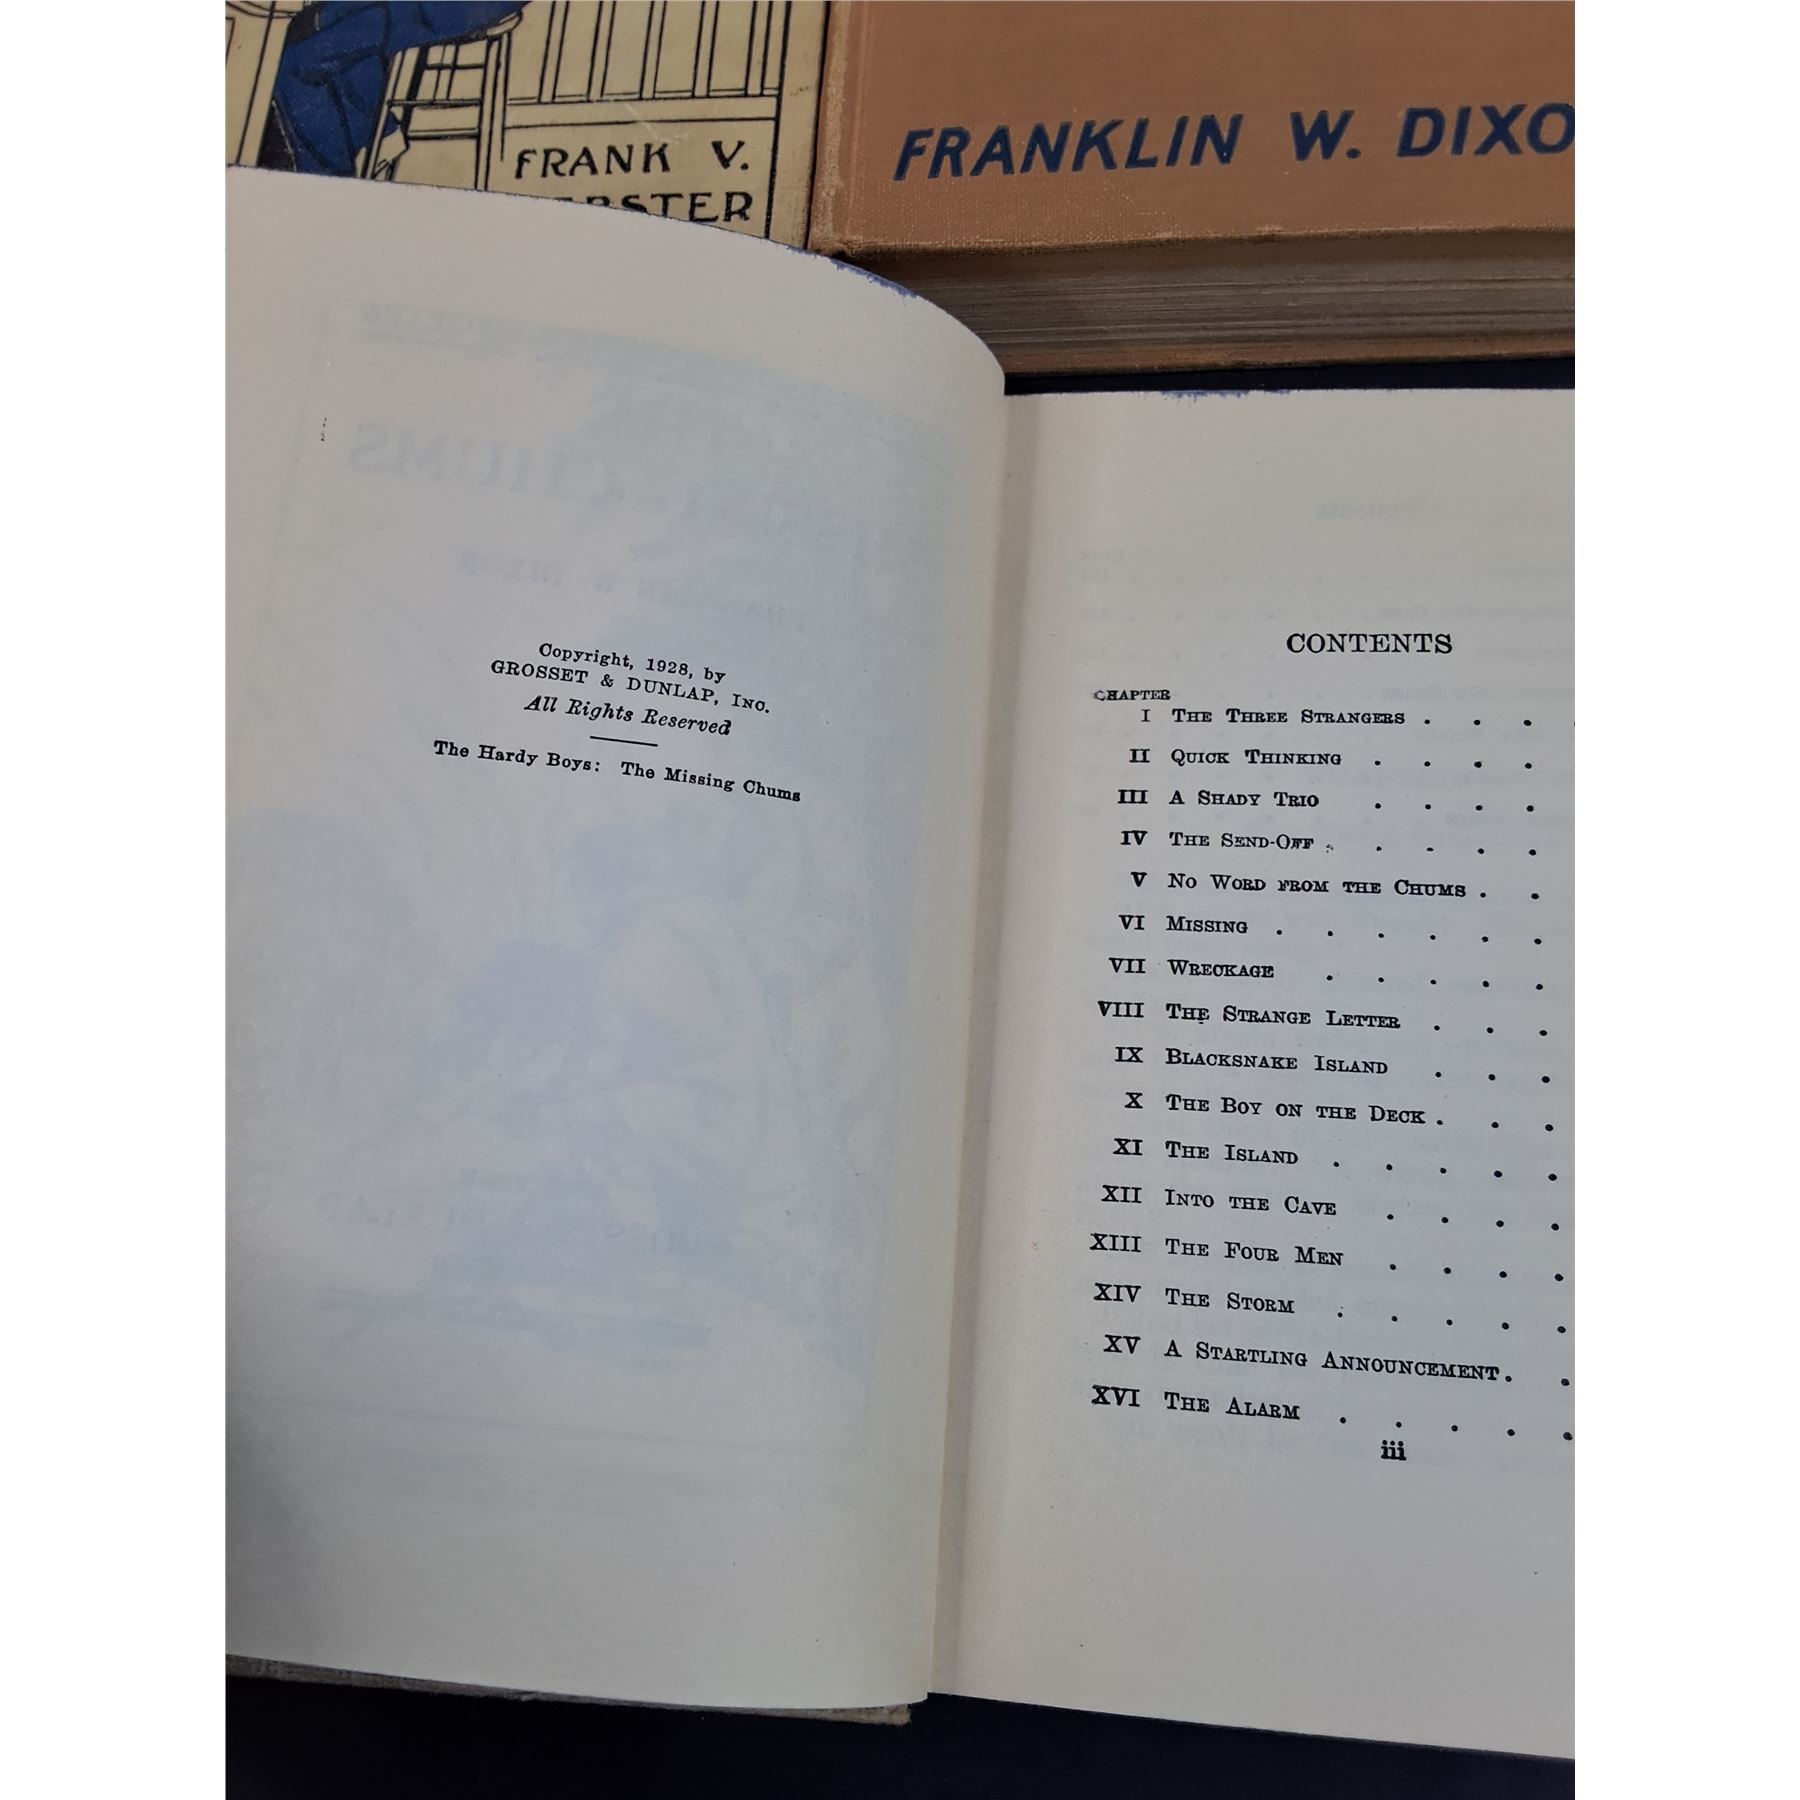 FRANK V.
FRANKLIN W. DIXO
Copyright, 1928, by
GROSSET & DUNLAP, INC.
All Rights Reserved
The Hardy Boys: The Missing Chums
CONTENTS
CHAPTER
I THE THREE STRANGERS . . .
II QUICK THINKING . . . .
III A SHADY TRIO . . . .
IV THE SEND-OFF . . . . .
V NO WORD FROM THE CHUMS . .
VI MISSING . . . . . .
VII WRECKAGE . . . . .
VIII THE STRANGE LETTER . . .
IX BLACKSNAKE ISLAND . . .
X THE BOY ON THE DECK . . .
XI THE ISLAND . . . . .
XII INTO THE CAVE . . . .
XIII THE FOUR MEN . . . .
XIV THE STORM . . . . .
XV A STARTLING ANNOUNCEMENT . .
XVI THE ALARM . . . . .
iii